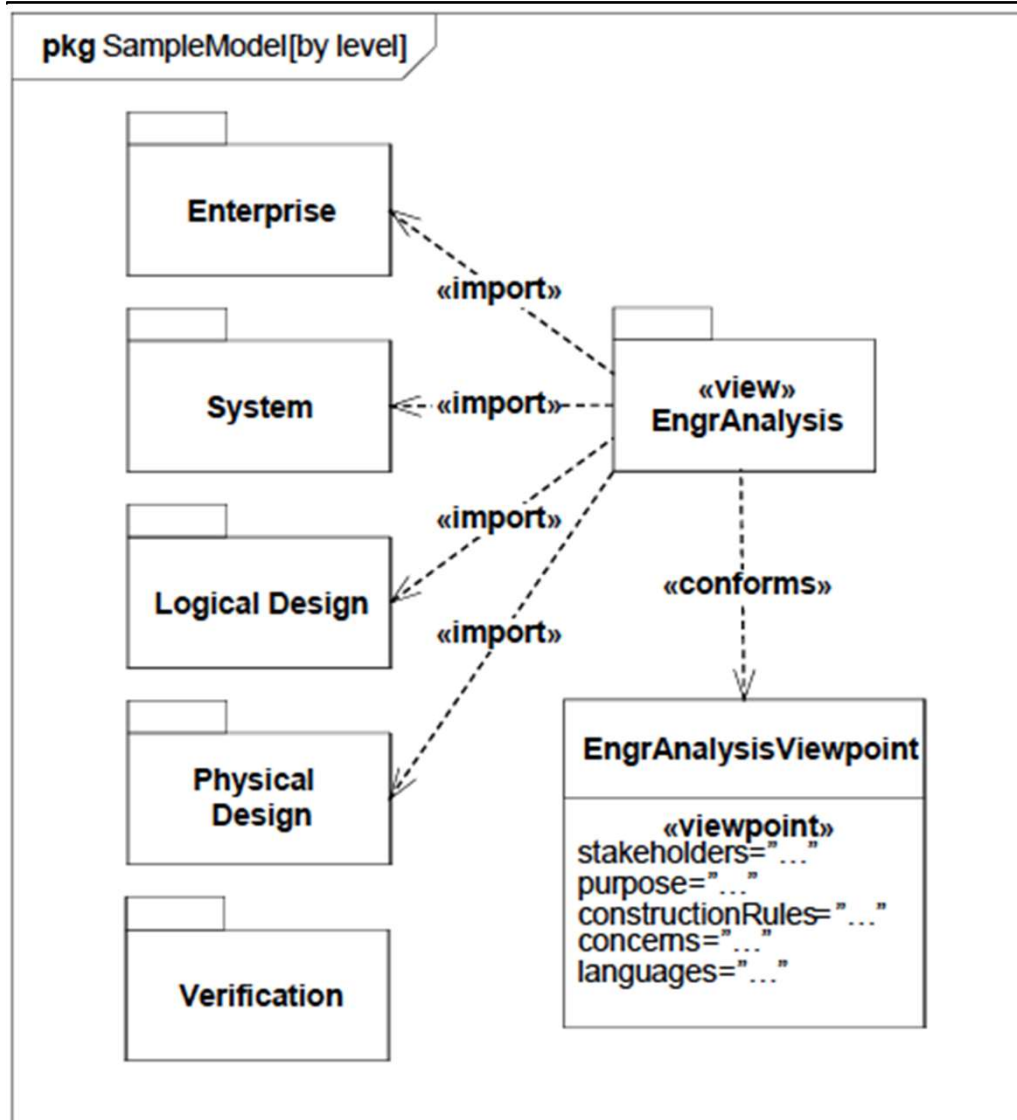 pkg SampleModel[by level]
Enterprise
«import»
System
«import»
«view»
EngrAnalysis
«import»
Logical Design
«conforms»
«import»
Physical
Design
EngrAnalysisViewpoint
«viewpoint»
stakeholders=”...”
purpose=”...”
constructionRules=”...”
concerns=”...”
languages=”...”
Verification